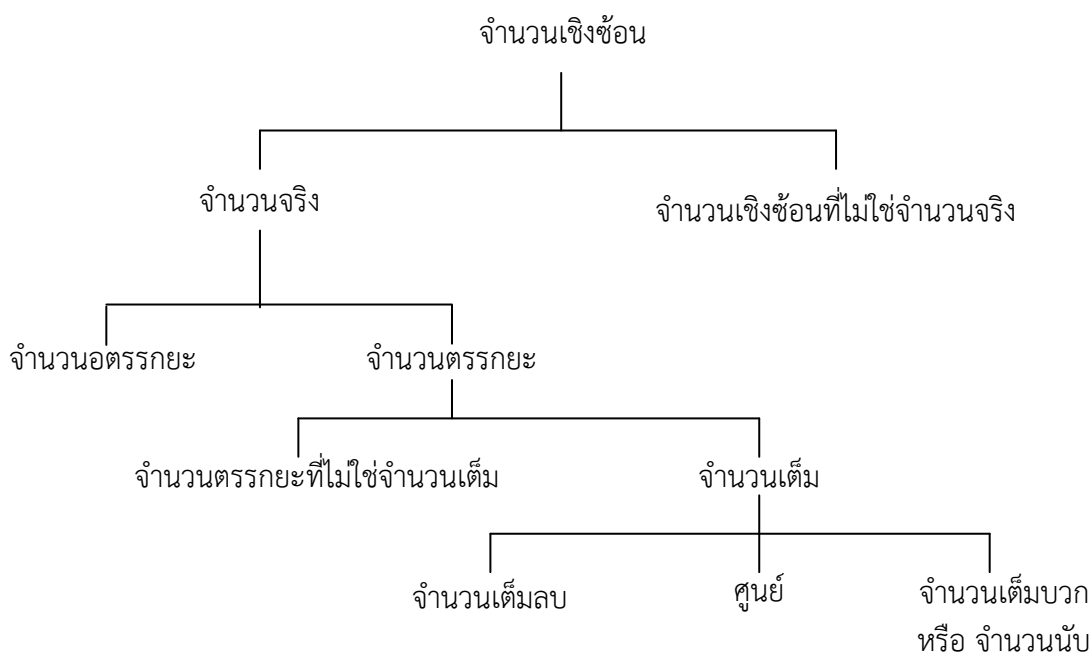 จำนวนเชิงซ้อน
จำนวนจริง
จำนวนเชิงซ้อนที่ไม่ใช่จำนวนจริง
จำนวนอตรรกยะ
จำนวนตรรกยะ
จำนวนตรรกยะที่ไม่ใช่จำนวนเต็ม
จำนวนเต็ม
จำนวนเต็มลบ
ศูนย์
จำนวนเต็มบวก
หรือ จำนวนนับ